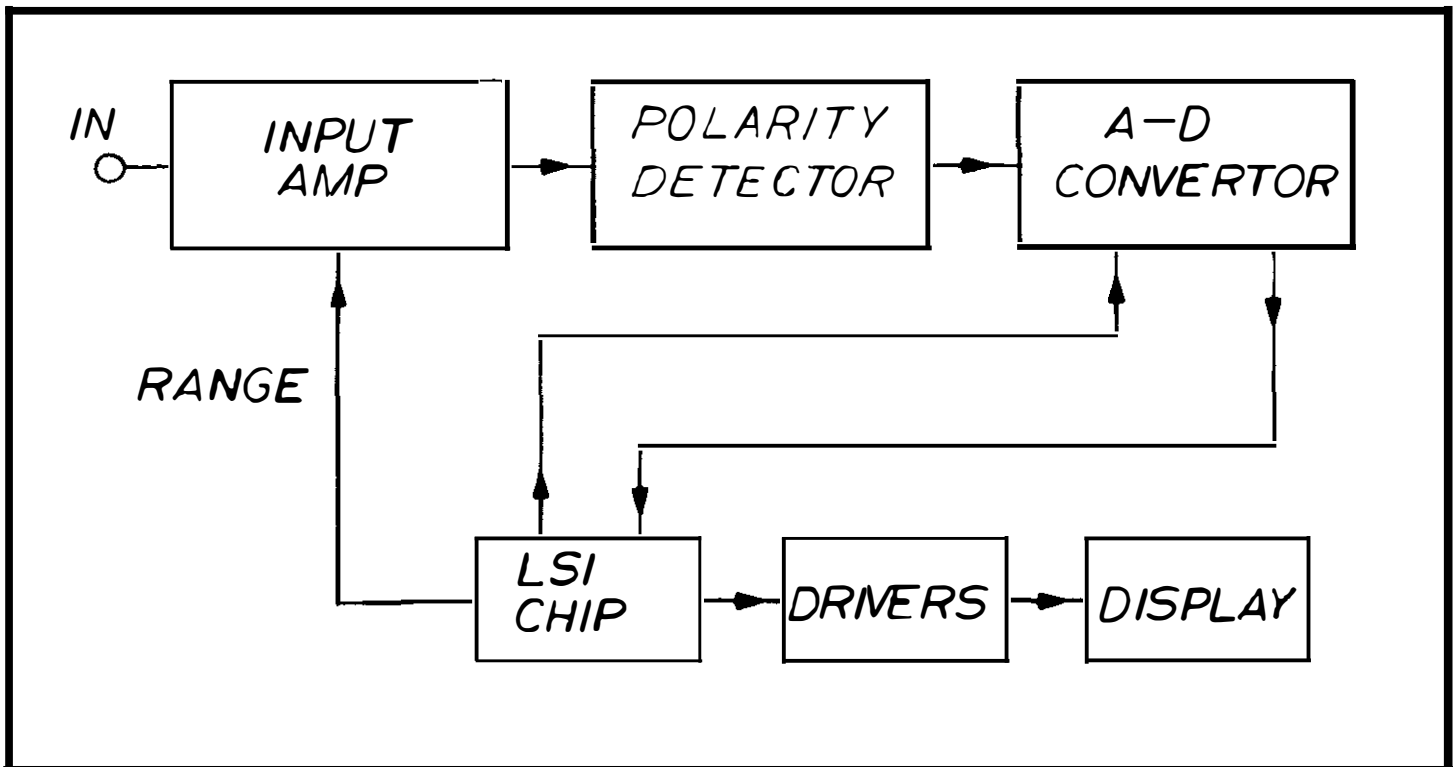 IN
INPUT
AMP
POLARITY
DETECTOR
A-D
CONVERTOR
RANGE
LSI
CHIP
DRIVERS
DISPLAY